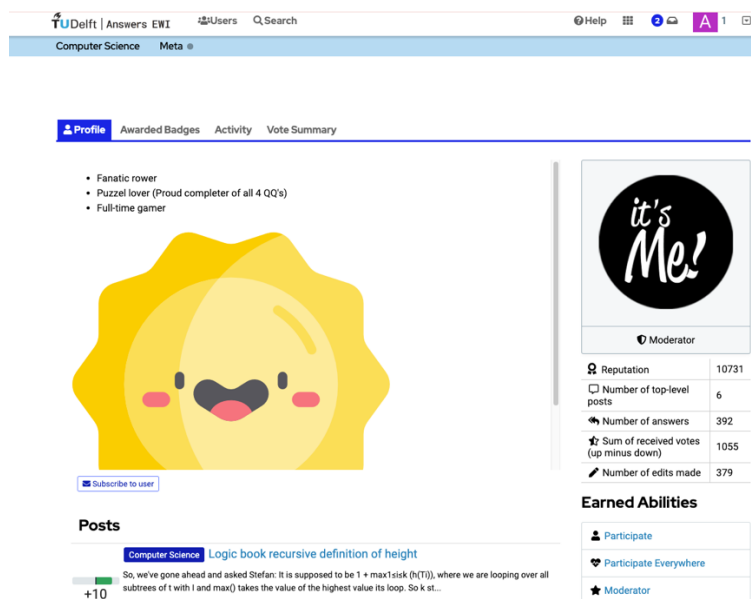 TUDelft | Answers EWI Users Search Help 2 A 1
Computer Science Meta
Profile Awarded Badges Activity Vote Summary
Fanatic rower
Puzzel lover (Proud completer of all 4 QQ's)
Full-time gamer
it's
Me!
Moderator
Reputation 10731
Number of top-level
posts 6
Number of answers 392
Sum of received votes
(up minus down) 1055
Number of edits made 379
Subscribe to user
Earned Abilities
Participate
Participate Everywhere
Moderator
Posts
Computer Science Logic book recursive definition of height
+10
So, we've gone ahead and asked Stefan: It is supposed to be 1 + max1≤i≤k (h(Ti)), where we are looping over all
subtrees of t with I and max() takes the value of the highest value its loop. So k st...